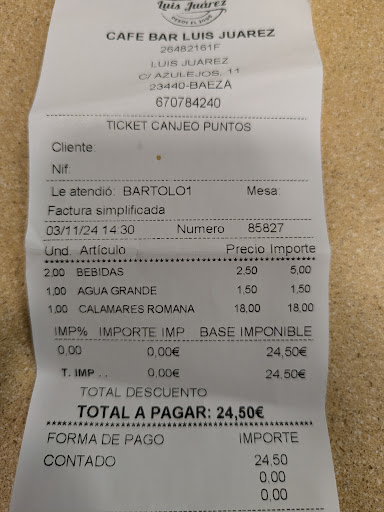 Luis Juárez
DESDE EL 2008
CAFE BAR LUIS JUAREZ
26482161F
LUIS JUAREZ
C/ AZULEJOS, 11
23440-BAEZA
670784240
TICKET CANJEO PUNTOS
Cliente:
Nif.
Le atendió: BARTOLO1 Mesa:
Factura simplificada
03/11/24 14:30 Numero 85827
Und. Artículo Precio Importe
2,00 BEBIDAS 2,50 5,00
1,00 AGUA GRANDE 1,50 1,50
1,00 CALAMARES ROMANA 18,00 18,00
IMP% IMPORTE IMP BASE IMPONIBLE
0,00 0,00€ 24,50€
T. IMP . . 0,00€ 24,50€
TOTAL DESCUENTO
TOTAL A PAGAR: 24,50€
FORMA DE PAGO IMPORTE
CONTADO 24,50
0,00
0,00